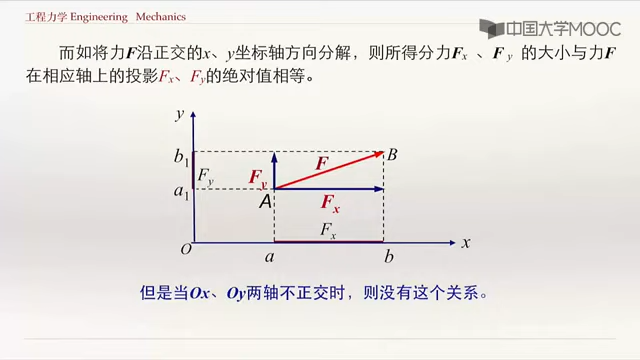 工程力学 Engineering Mechanics
中国大学MOOC
而如将力F沿正交的x、y坐标轴方向分解，则所得分力Fx 、F y 的大小与力F
在相应轴上的投影Fx、Fy的绝对值相等。
y
b1
B
F
Fy
Fy
a1
A
Fx
Fx
O
a
b
x
但是当Ox、Oy两轴不正交时，则没有这个关系。